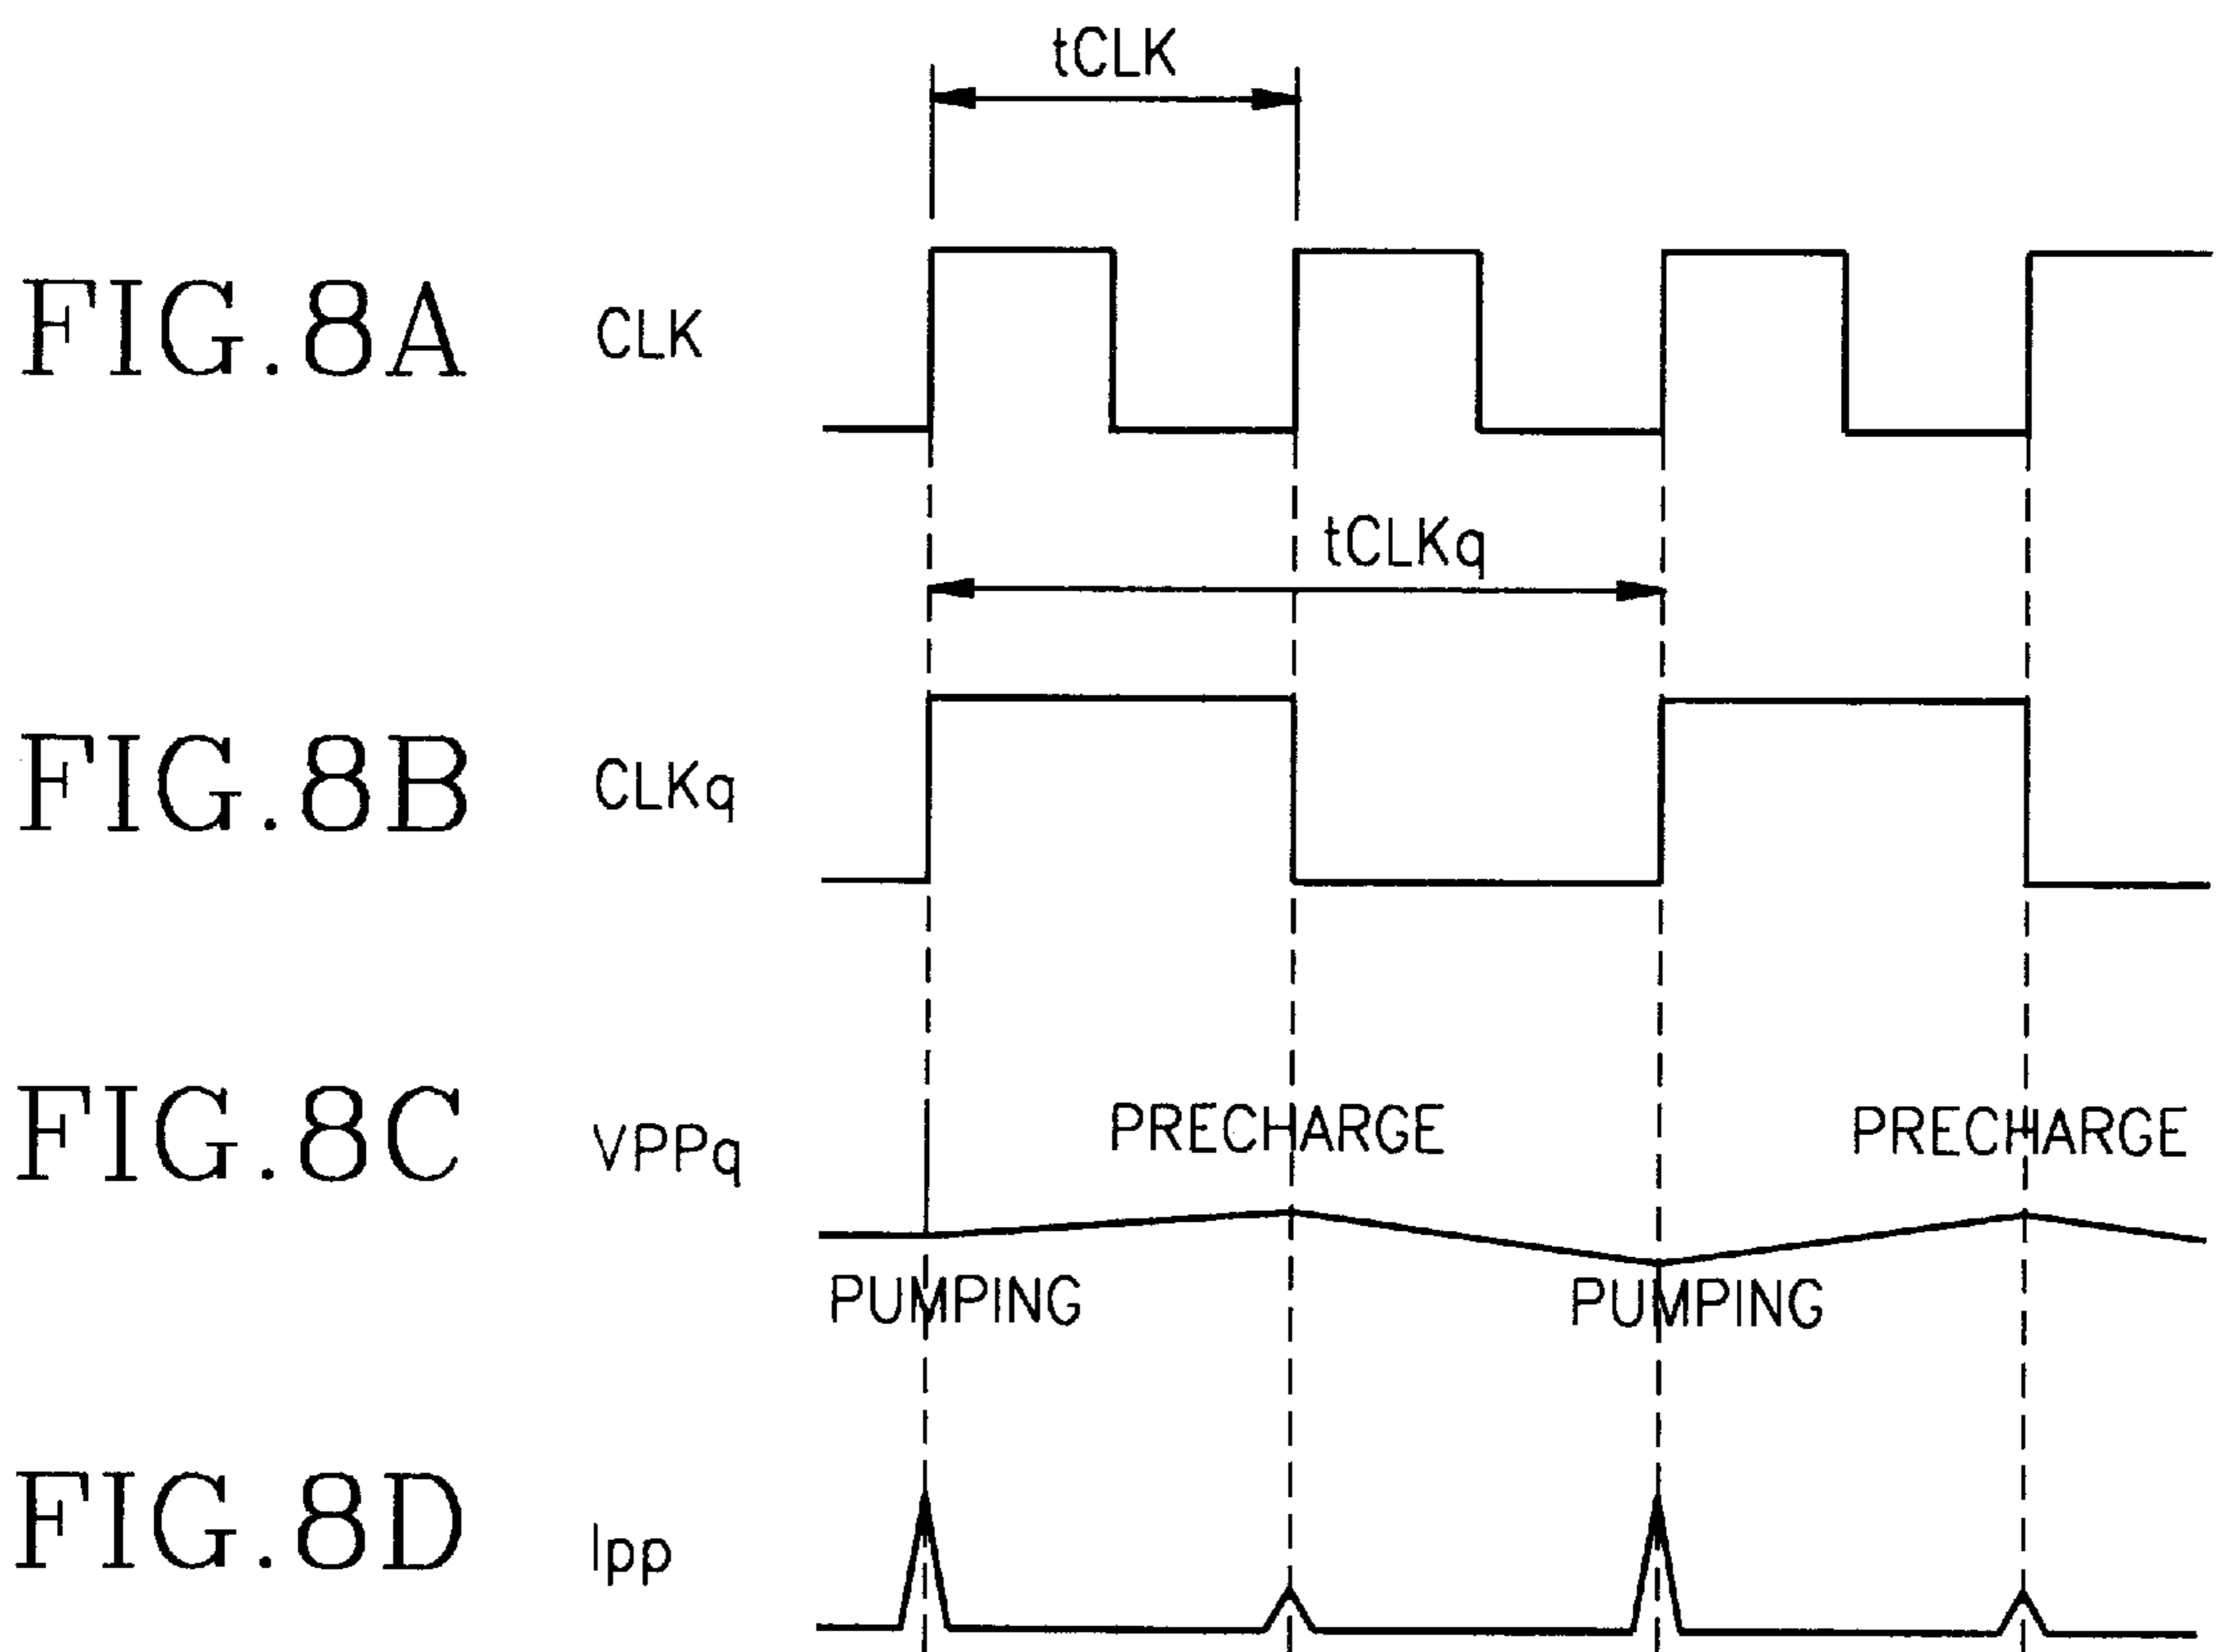 tCLK
FIG.8A CLK
tCLKq
FIG.8B CLKq
PRECHARGE PRECHARGE
FIG.8C VPPq
PUMPING PUMPING
FIG.8D Ipp